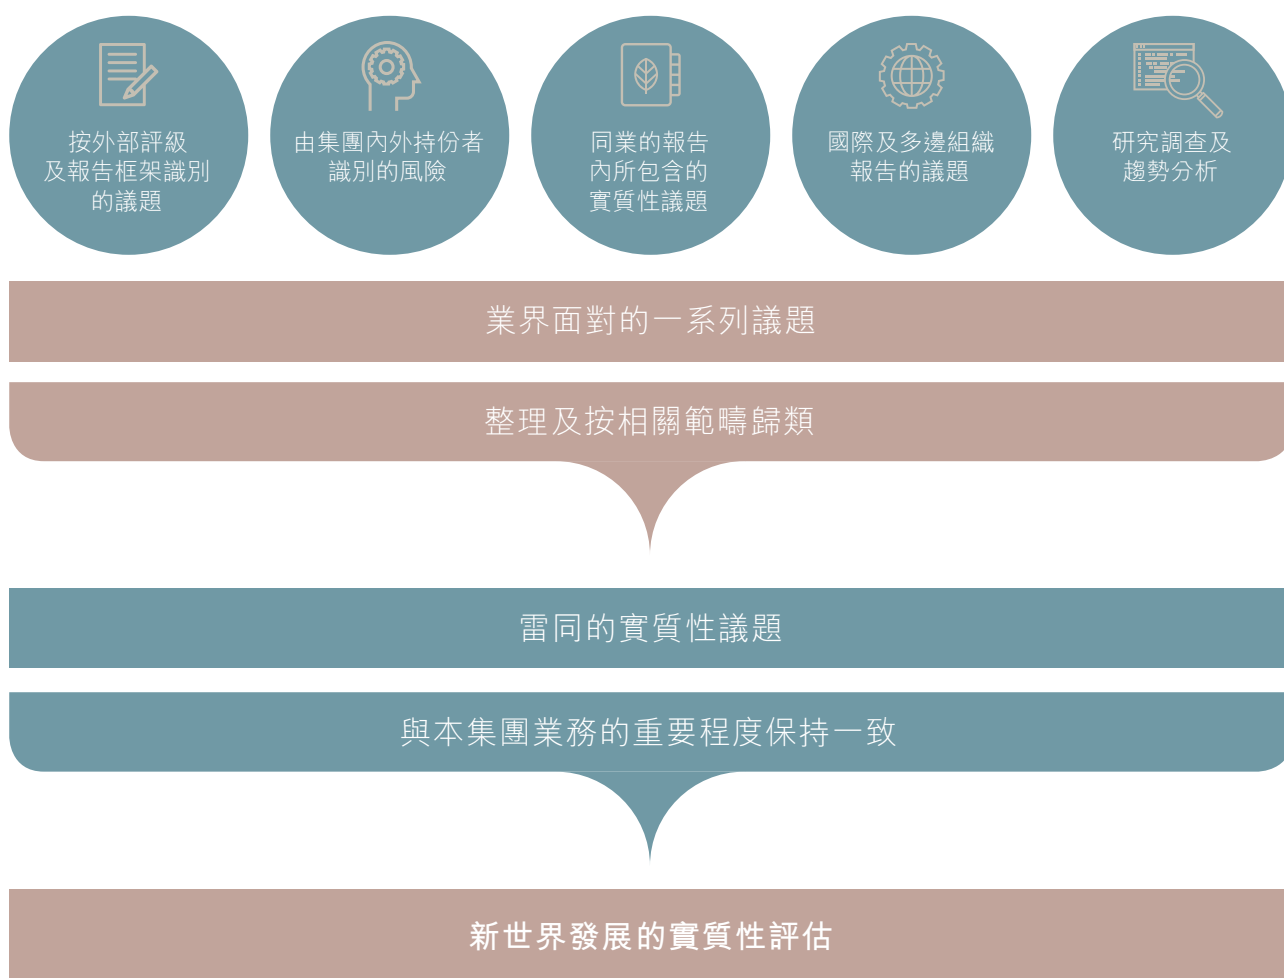 按外部評級
及報告框架識別
的議題
由集團內外持份者
識別的風險
同業的報告
內所包含的
實質性議題
國際及多邊組織
報告的議題
研究調查及
趨勢分析
業界面對的一系列議題
整理及按相關範疇歸類
雷同的實質性議題
與本集團業務的重要程度保持一致
新世界發展的實質性評估